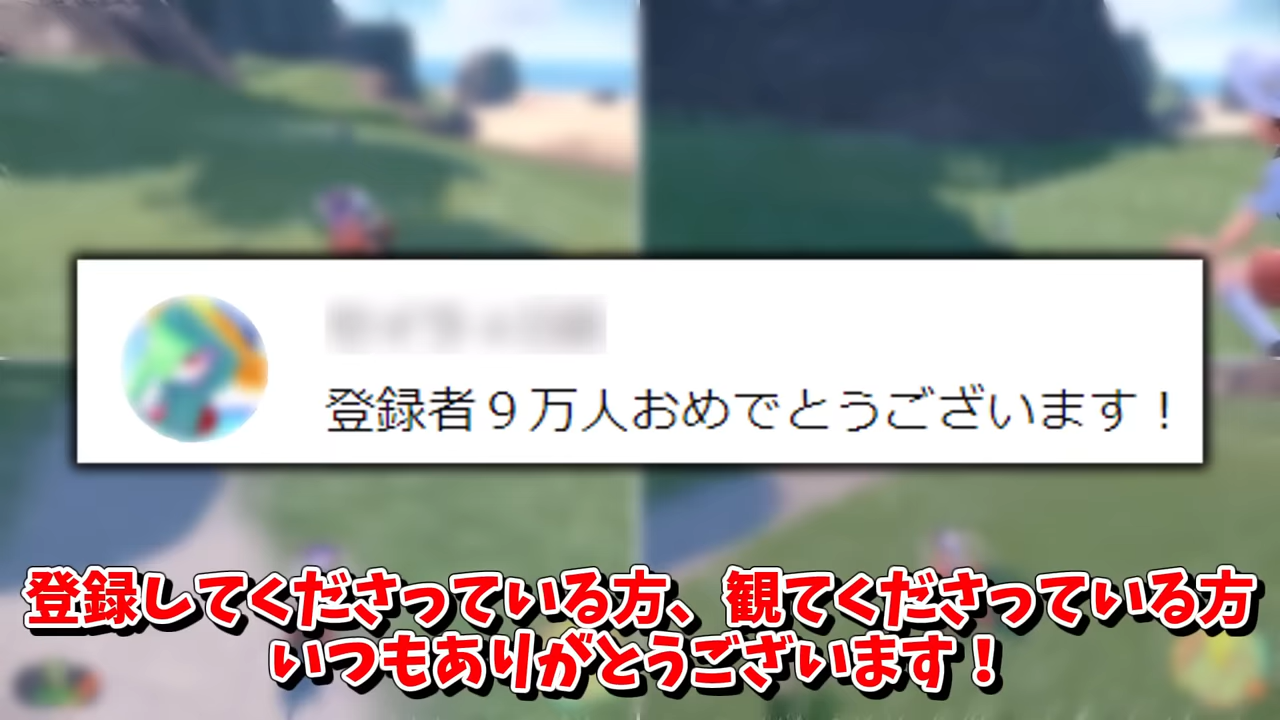 登録者９万人おめでとうございます！
登録してくださっている方、観てくださっている方
いつもありがとうございます！